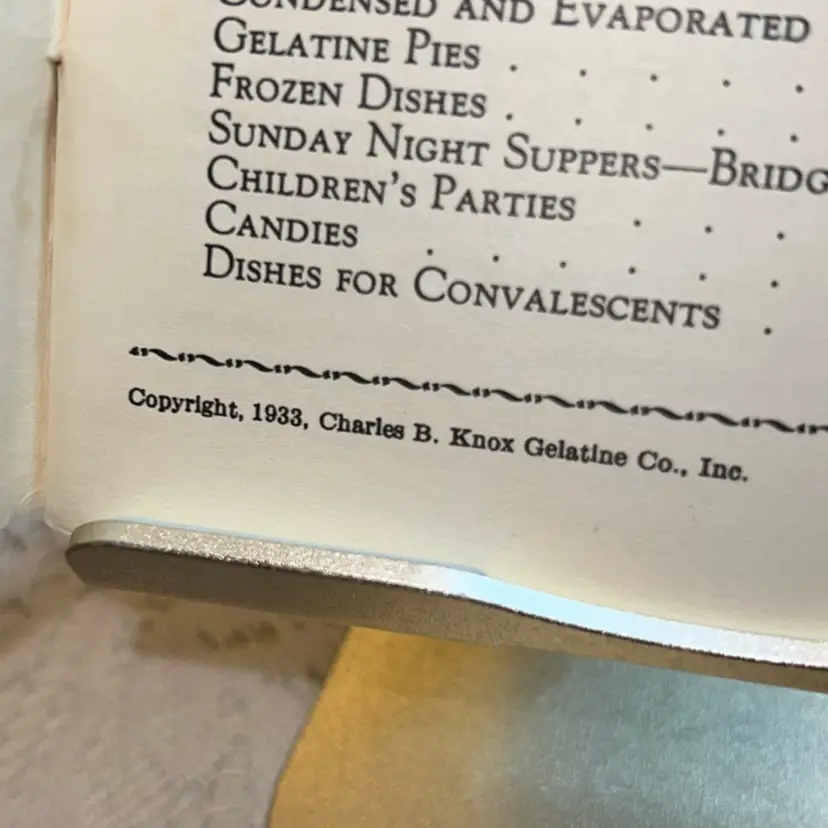 CONDENSED AND EVAPORATED
GELATINE PIES . . . . .
FROZEN DISHES . . . . .
SUNDAY NIGHT SUPPERS—BRIDG
CHILDREN'S PARTIES . . .
CANDIES . . . . . .
DISHES FOR CONVALESCENTS .
Copyright, 1933, Charles B. Knox Gelatine Co., Inc.